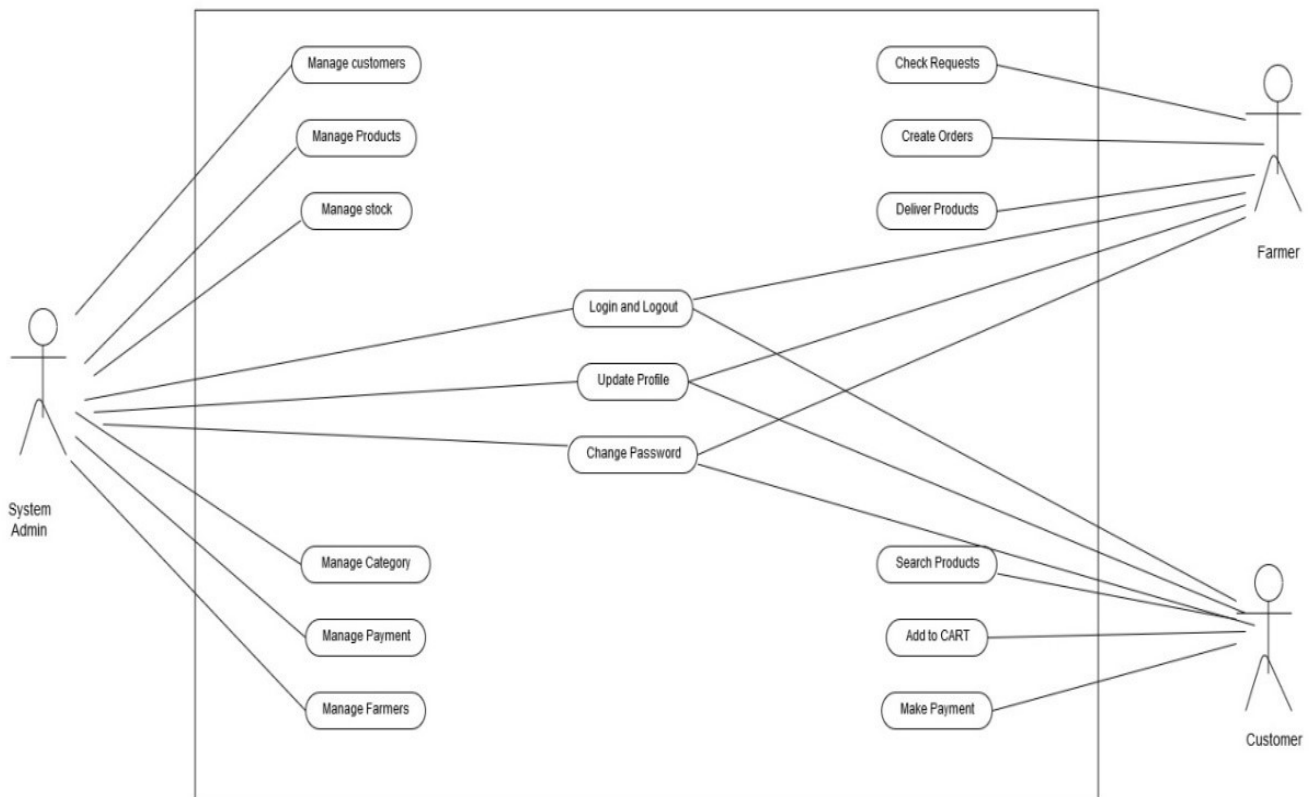 Manage customers
Check Requests
Manage Products
Create Orders
Manage stock
Deliver Products
Farmer
Login and Logout
Update Profile
Change Password
System
Admin
Manage Category
Search Products
Manage Payment
Add to CART
Manage Farmers
Make Payment
Customer